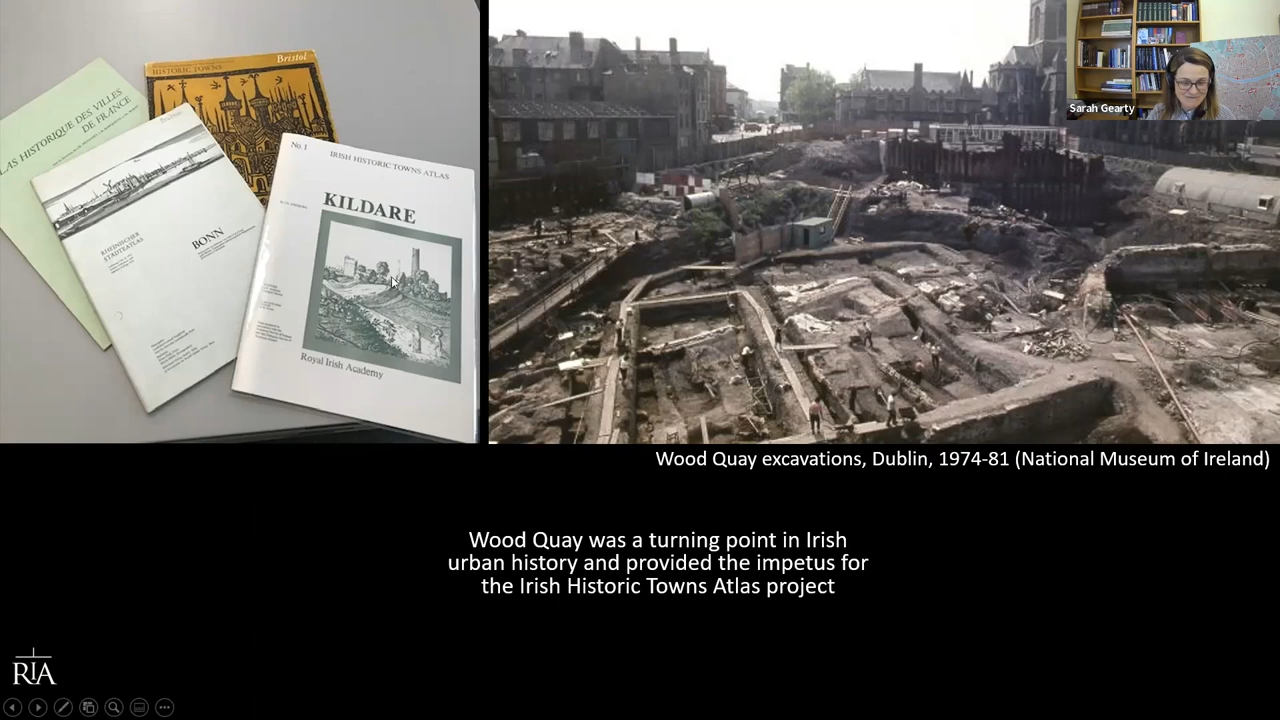 ATLAS HISTORIQUE DES VILLES
DE FRANCE
Bristol
HISTORIC TOWNS
RHEINISCHER
STÄDTEATLAS
BONN
No. 1
IRISH HISTORIC TOWNS ATLAS
KILDARE
Royal Irish Academy
Sarah Gearty
Wood Quay excavations, Dublin, 1974-81 (National Museum of Ireland)
Wood Quay was a turning point in Irish
urban history and provided the impetus for
the Irish Historic Towns Atlas project
RIA